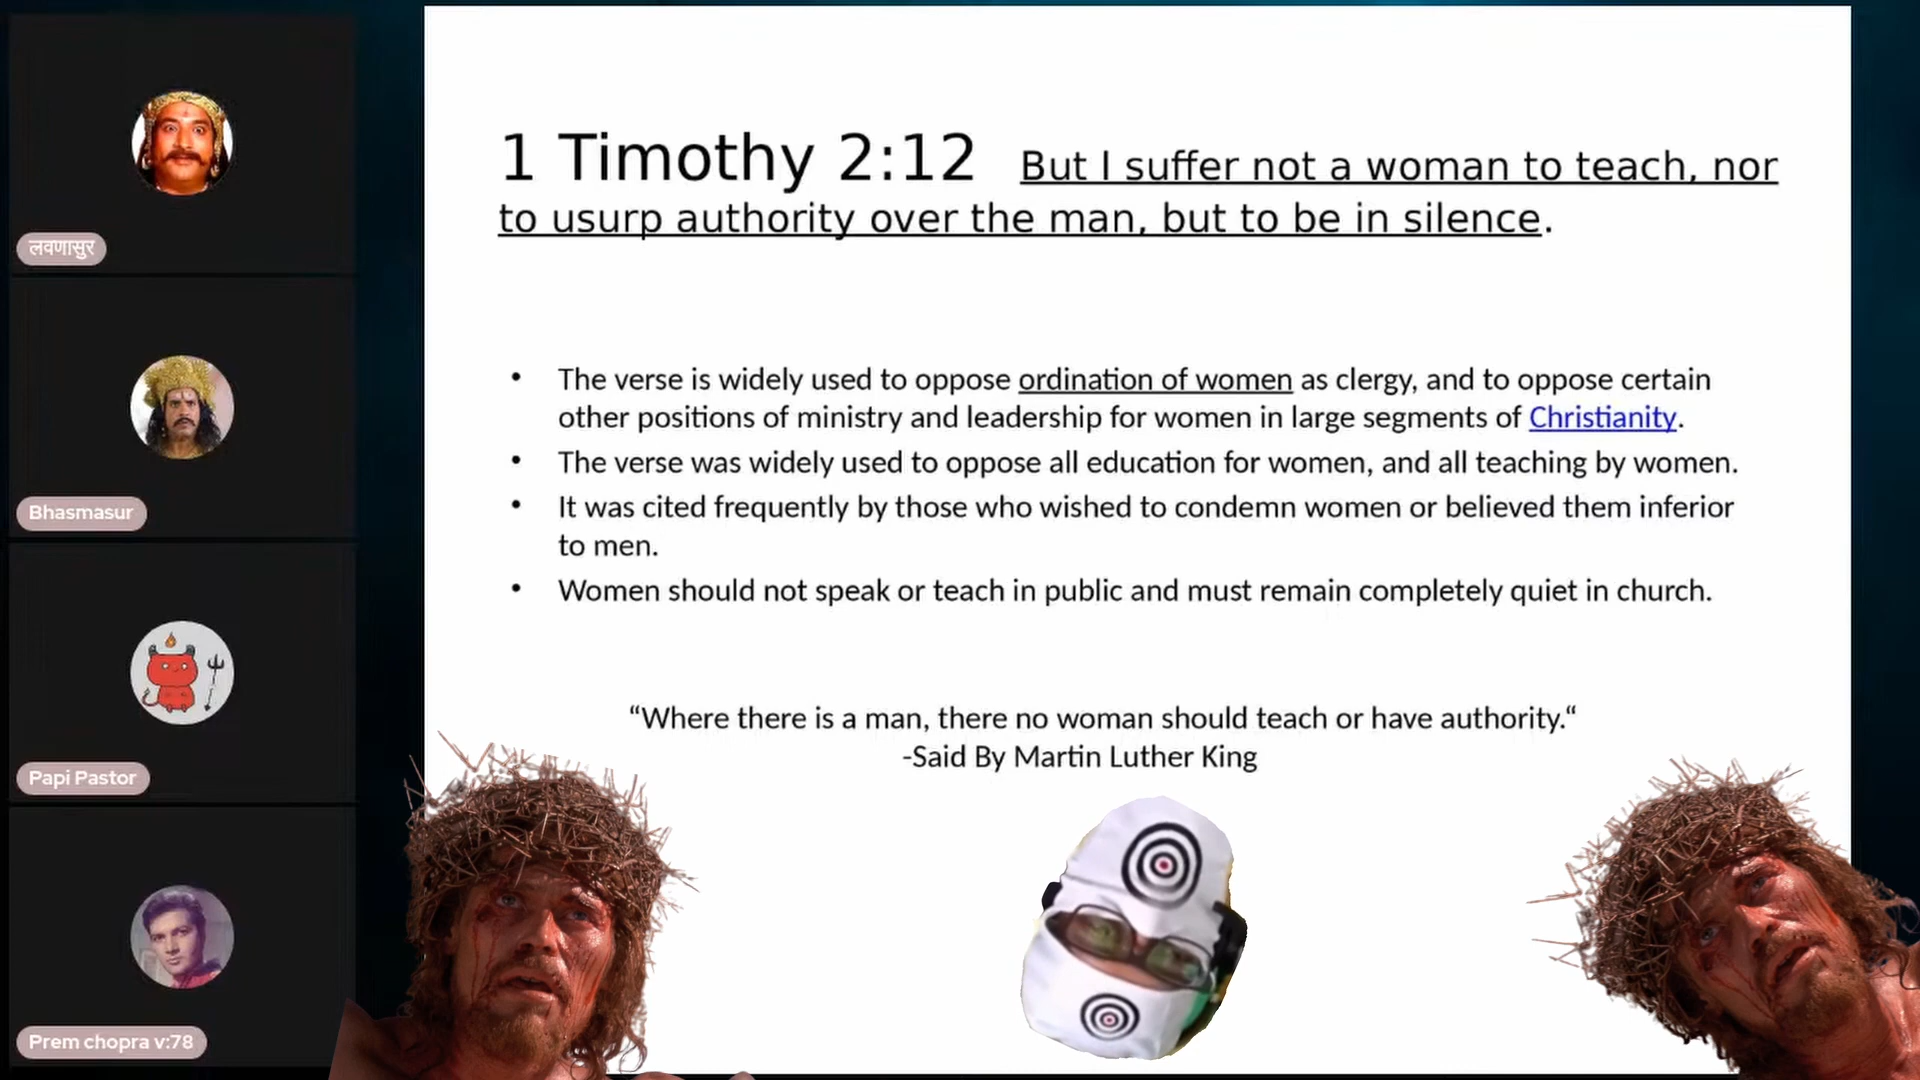 लवणासुर
Bhasmasur
Papi Pastor
Prem chopra v:78
1 Timothy 2:12 But I suffer not a woman to teach, nor
to usurp authority over the man, but to be in silence.
• The verse is widely used to oppose ordination of women as clergy, and to oppose certain
other positions of ministry and leadership for women in large segments of Christianity.
• The verse was widely used to oppose all education for women, and all teaching by women.
• It was cited frequently by those who wished to condemn women or believed them inferior
to men.
• Women should not speak or teach in public and must remain completely quiet in church.
“Where there is a man, there no woman should teach or have authority.“
-Said By Martin Luther King